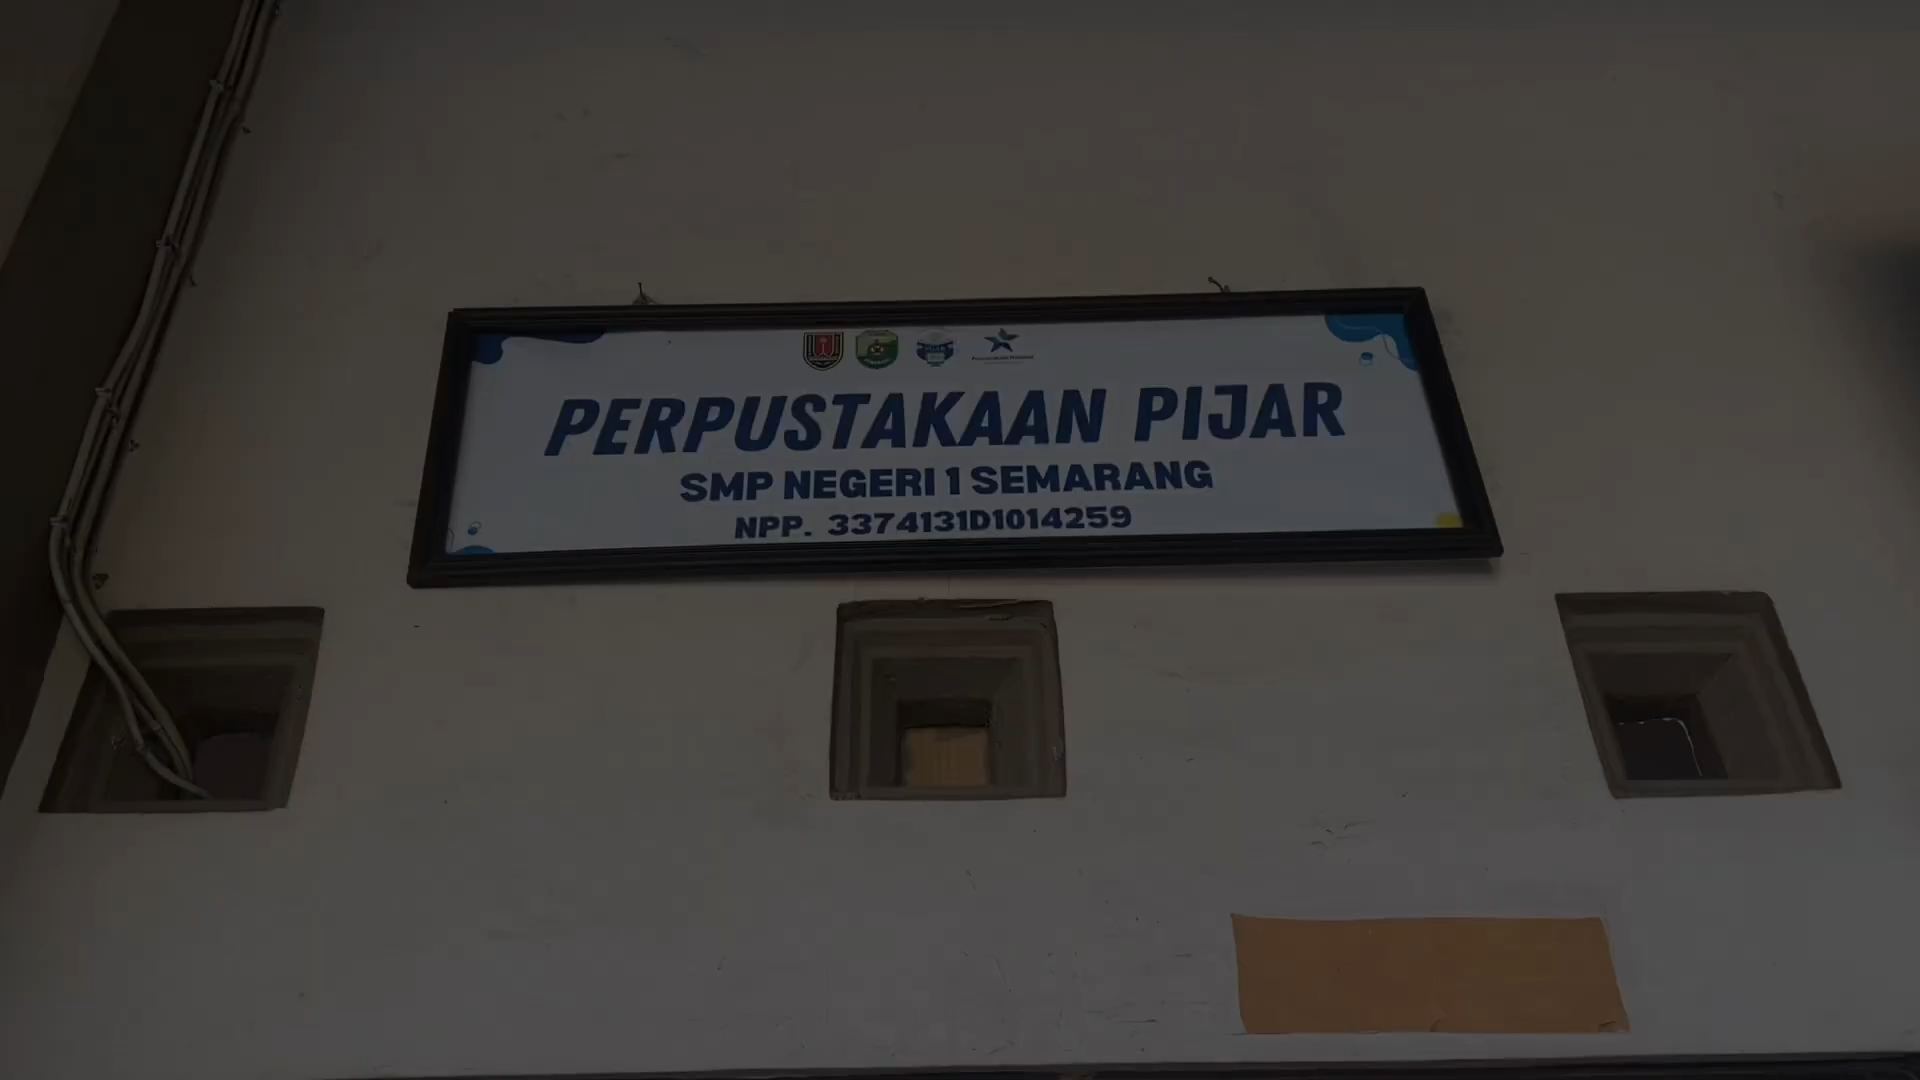 PERPUSTAKAAN PIJAR
SMP NEGERI 1 SEMARANG
NPP. 3374131D1014259